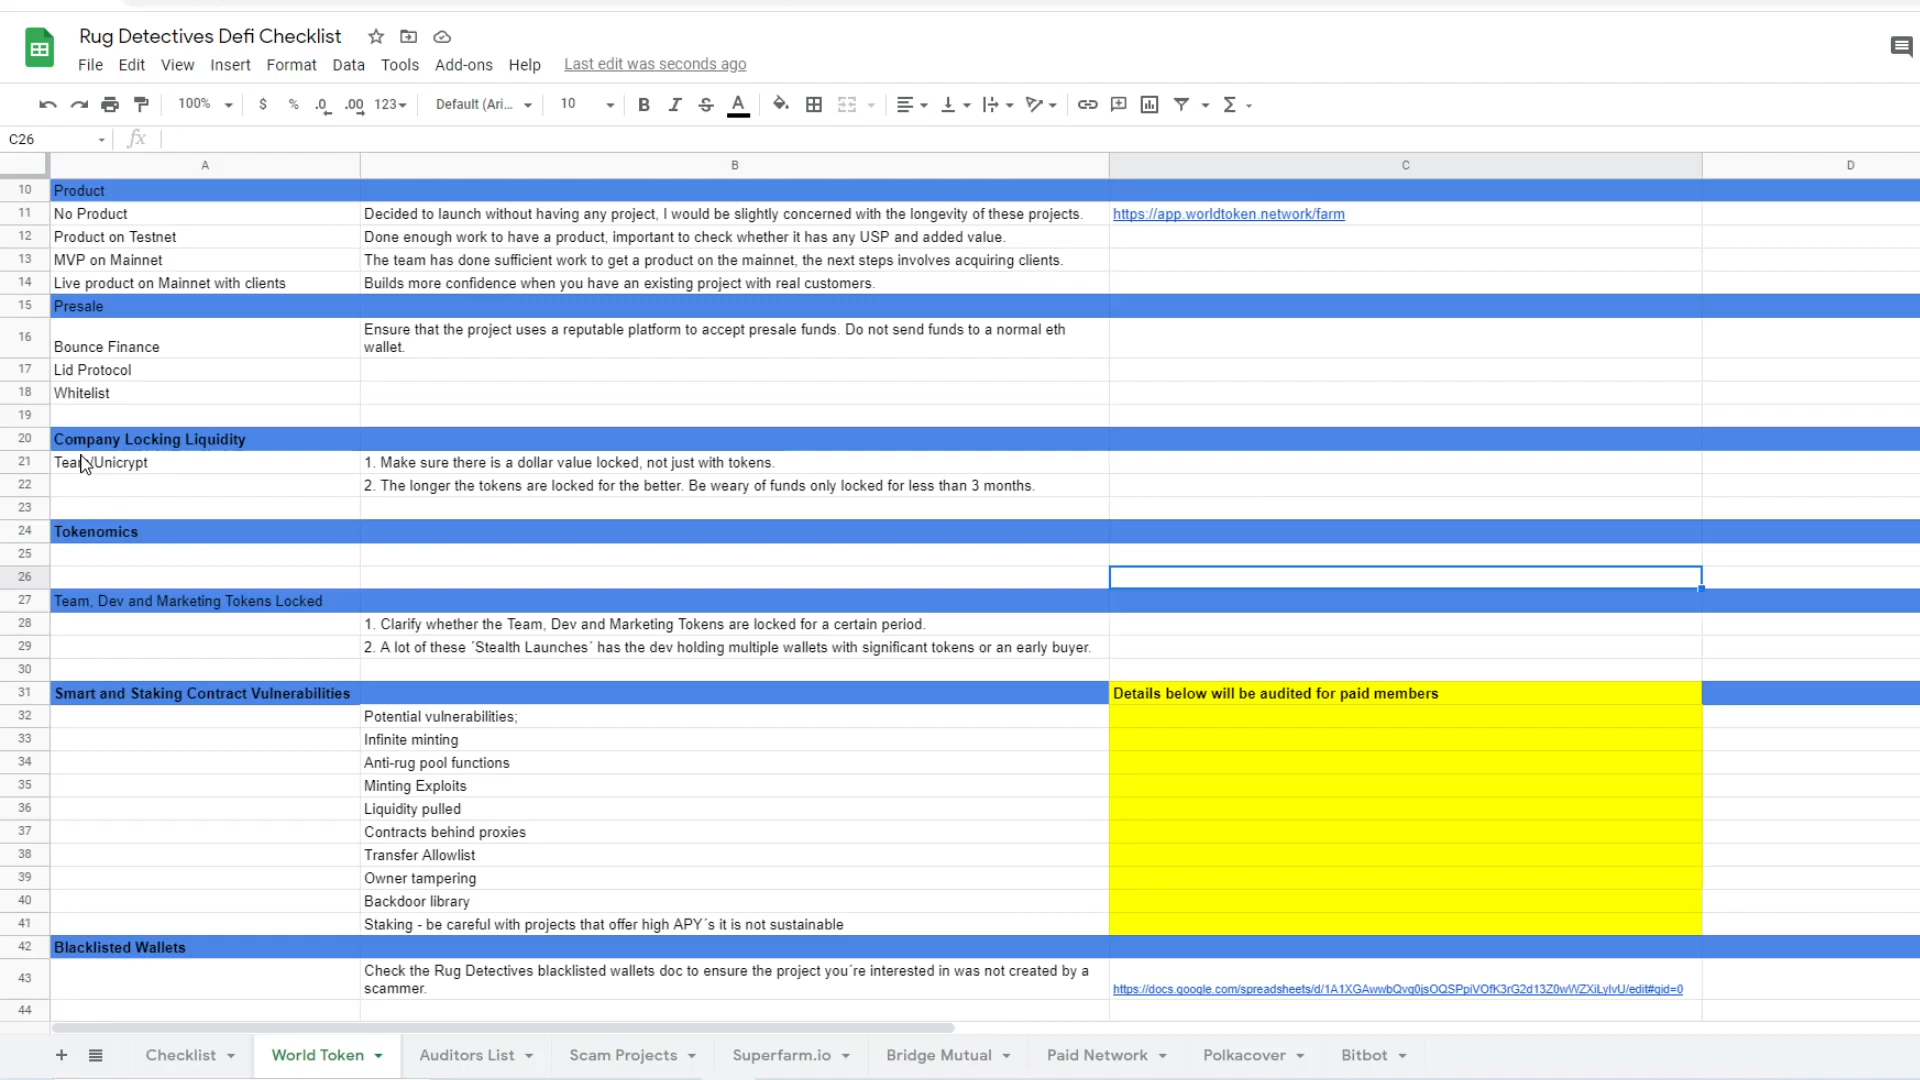 Rug Detectives Defi Checklist
File Edit View Insert Format Data Tools Add-ons Help Last edit was seconds ago
100% $ % .0 .00 123 Default (Ari... 10 B I S A Σ
C26 fx
A B C D
10 Product
11 No Product Decided to launch without having any project, I would be slightly concerned with the longevity of these projects. https://app.worldtoken.network/farm
12 Product on Testnet Done enough work to have a product, important to check whether it has any USP and added value.
13 MVP on Mainnet The team has done sufficient work to get a product on the mainnet, the next steps involves acquiring clients.
14 Live product on Mainnet with clients Builds more confidence when you have an existing project with real customers.
15 Presale
16 Bounce Finance Ensure that the project uses a reputable platform to accept presale funds. Do not send funds to a normal eth
wallet.
17 Lid Protocol
18 Whitelist
19
20 Company Locking Liquidity
21 Team/Unicrypt 1. Make sure there is a dollar value locked, not just with tokens.
22 2. The longer the tokens are locked for the better. Be weary of funds only locked for less than 3 months.
23
24 Tokenomics
25
26
27 Team, Dev and Marketing Tokens Locked
28 1. Clarify whether the Team, Dev and Marketing Tokens are locked for a certain period.
29 2. A lot of these ´Stealth Launches´ has the dev holding multiple wallets with significant tokens or an early buyer.
30
31 Smart and Staking Contract Vulnerabilities Details below will be audited for paid members
32 Potential vulnerabilities;
33 Infinite minting
34 Anti-rug pool functions
35 Minting Exploits
36 Liquidity pulled
37 Contracts behind proxies
38 Transfer Allowlist
39 Owner tampering
40 Backdoor library
41 Staking - be careful with projects that offer high APY´s it is not sustainable
42 Blacklisted Wallets
43 Check the Rug Detectives blacklisted wallets doc to ensure the project you´re interested in was not created by a
scammer. https://docs.google.com/spreadsheets/d/1A1XGAwwbQvg0jsOQSPpiVOfK3rG2d13Z0wWZXiLylvU/edit#gid=0
44
+ Checklist World Token Auditors List Scam Projects Superfarm.io Bridge Mutual Paid Network Polkacover Bitbot